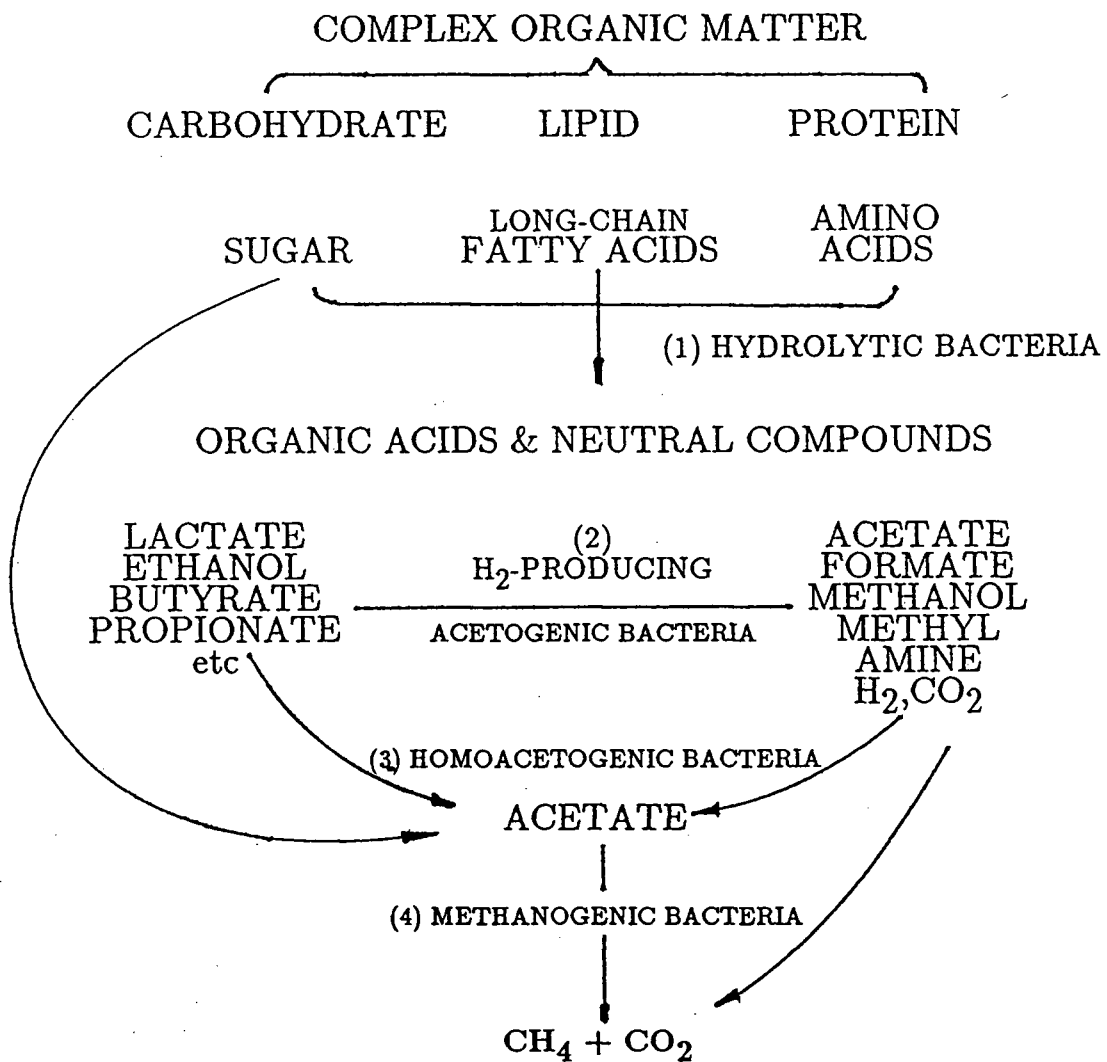 COMPLEX ORGANIC MATTER
CARBOHYDRATE LIPID PROTEIN
SUGAR
LONG-CHAIN
FATTY ACIDS
AMINO
ACIDS
(1) HYDROLYTIC BACTERIA
ORGANIC ACIDS & NEUTRAL COMPOUNDS
LACTATE
ETHANOL
BUTYRATE
PROPIONATE
etc
(2)
H₂-PRODUCING
ACETOGENIC BACTERIA
ACETATE
FORMATE
METHANOL
METHYL
AMINE
H₂,CO₂
(3) HOMOACETOGENIC BACTERIA
ACETATE
(4) METHANOGENIC BACTERIA
CH₄ + CO₂